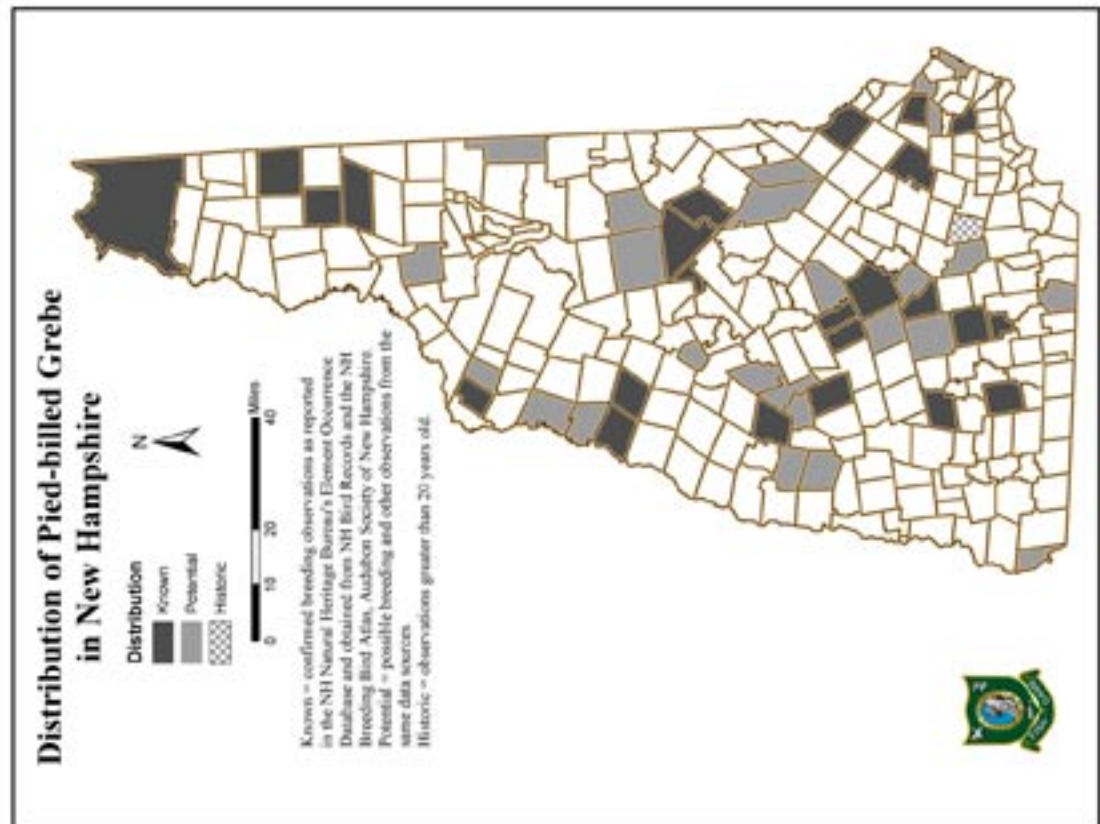 Distribution of Pied-billed Grebe
in New Hampshire
N
Distribution
Known
Potential
Historic
0 10 20 40 Miles
Known = confirmed breeding observations as reported
in the NH Natural Heritage Bureau's Element Occurrence
Database and obtained from NH Bird Records and the NH
Breeding Bird Atlas, Audubon Society of New Hampshire.
Potential = possible breeding and other observations from the
same data sources.
Historic = observations greater than 20 years old.